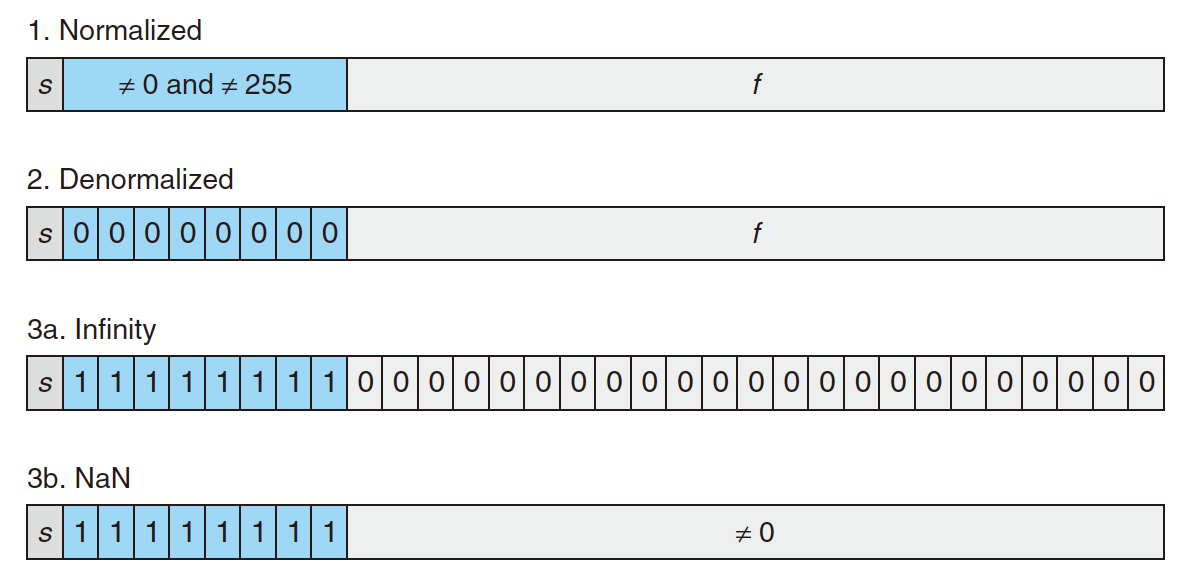 1. Normalized
s ≠ 0 and ≠ 255 f
2. Denormalized
s 0 0 0 0 0 0 0 0 f
3a. Infinity
s 1 1 1 1 1 1 1 1 0 0 0 0 0 0 0 0 0 0 0 0 0 0 0 0 0 0 0 0 0 0 0
3b. NaN
s 1 1 1 1 1 1 1 1 ≠ 0